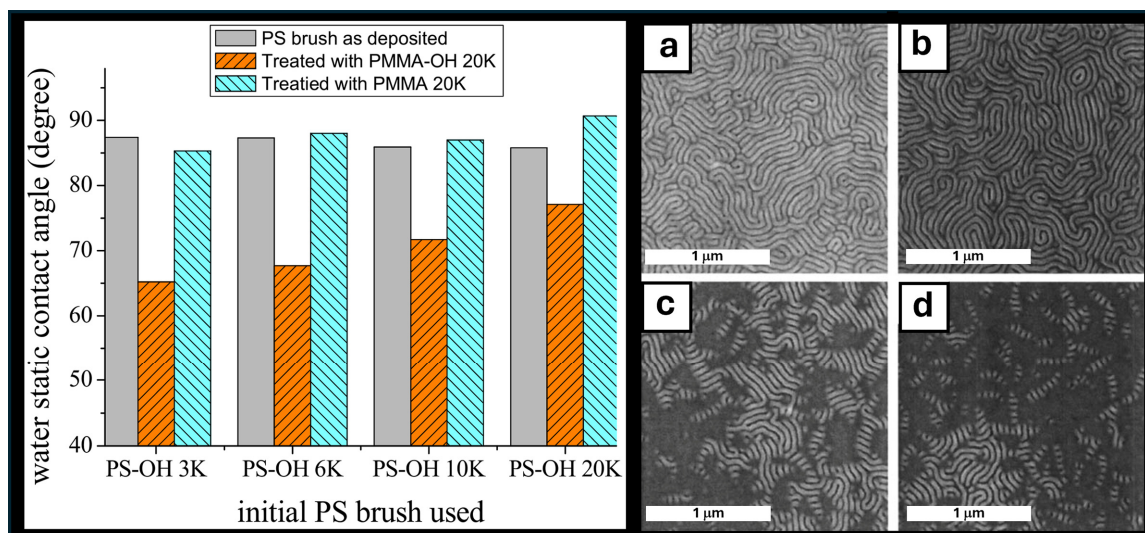 PS brush as deposited
Treated with PMMA-OH 20K
Treatied with PMMA 20K
water static contact angle (degree)
90
80
70
60
50
40
PS-OH 3K
PS-OH 6K
PS-OH 10K
PS-OH 20K
initial PS brush used
a
1 μm
b
1 μm
c
1 μm
d
1 μm